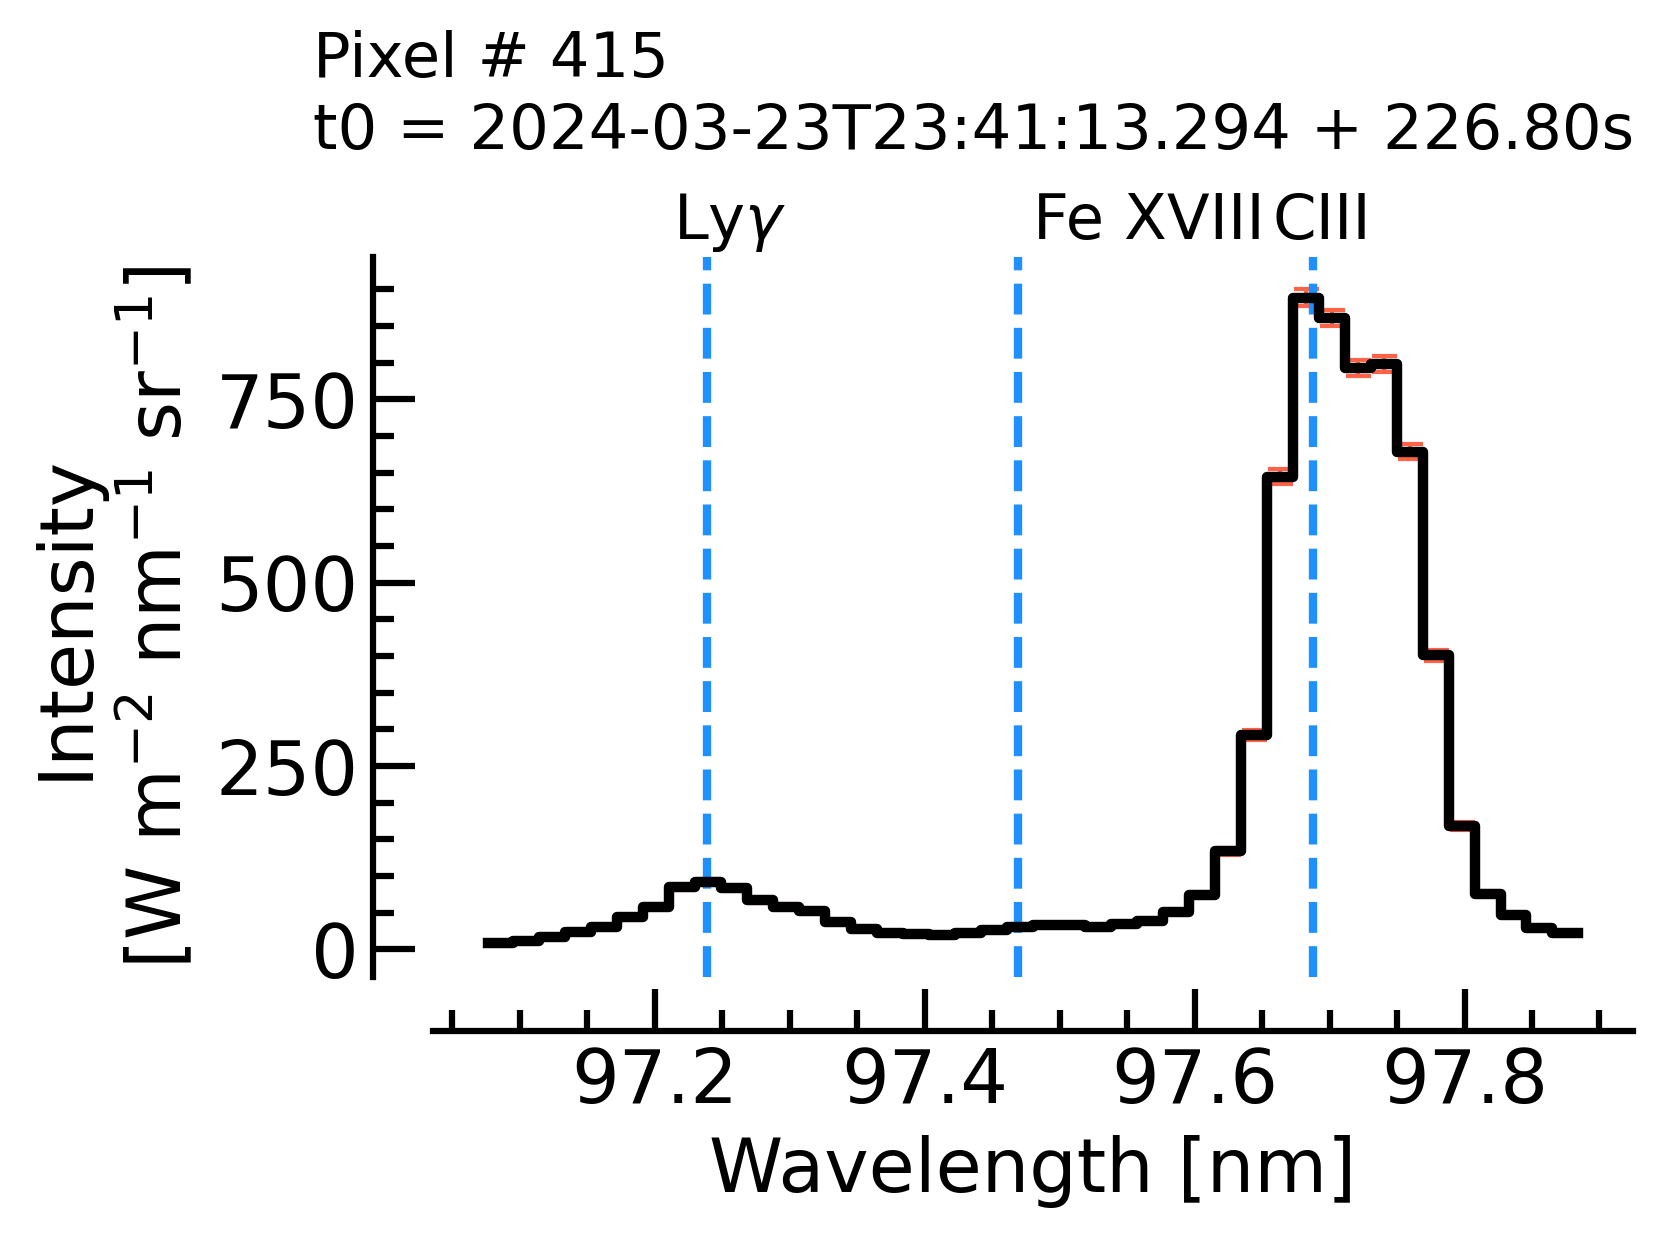 Pixel # 415
t0 = 2024-03-23T23:41:13.294 + 226.80s
Lyγ Fe XVIII CIII
Intensity
[W m⁻² nm⁻¹ sr⁻¹]
750
500
250
0
97.2 97.4 97.6 97.8
Wavelength [nm]